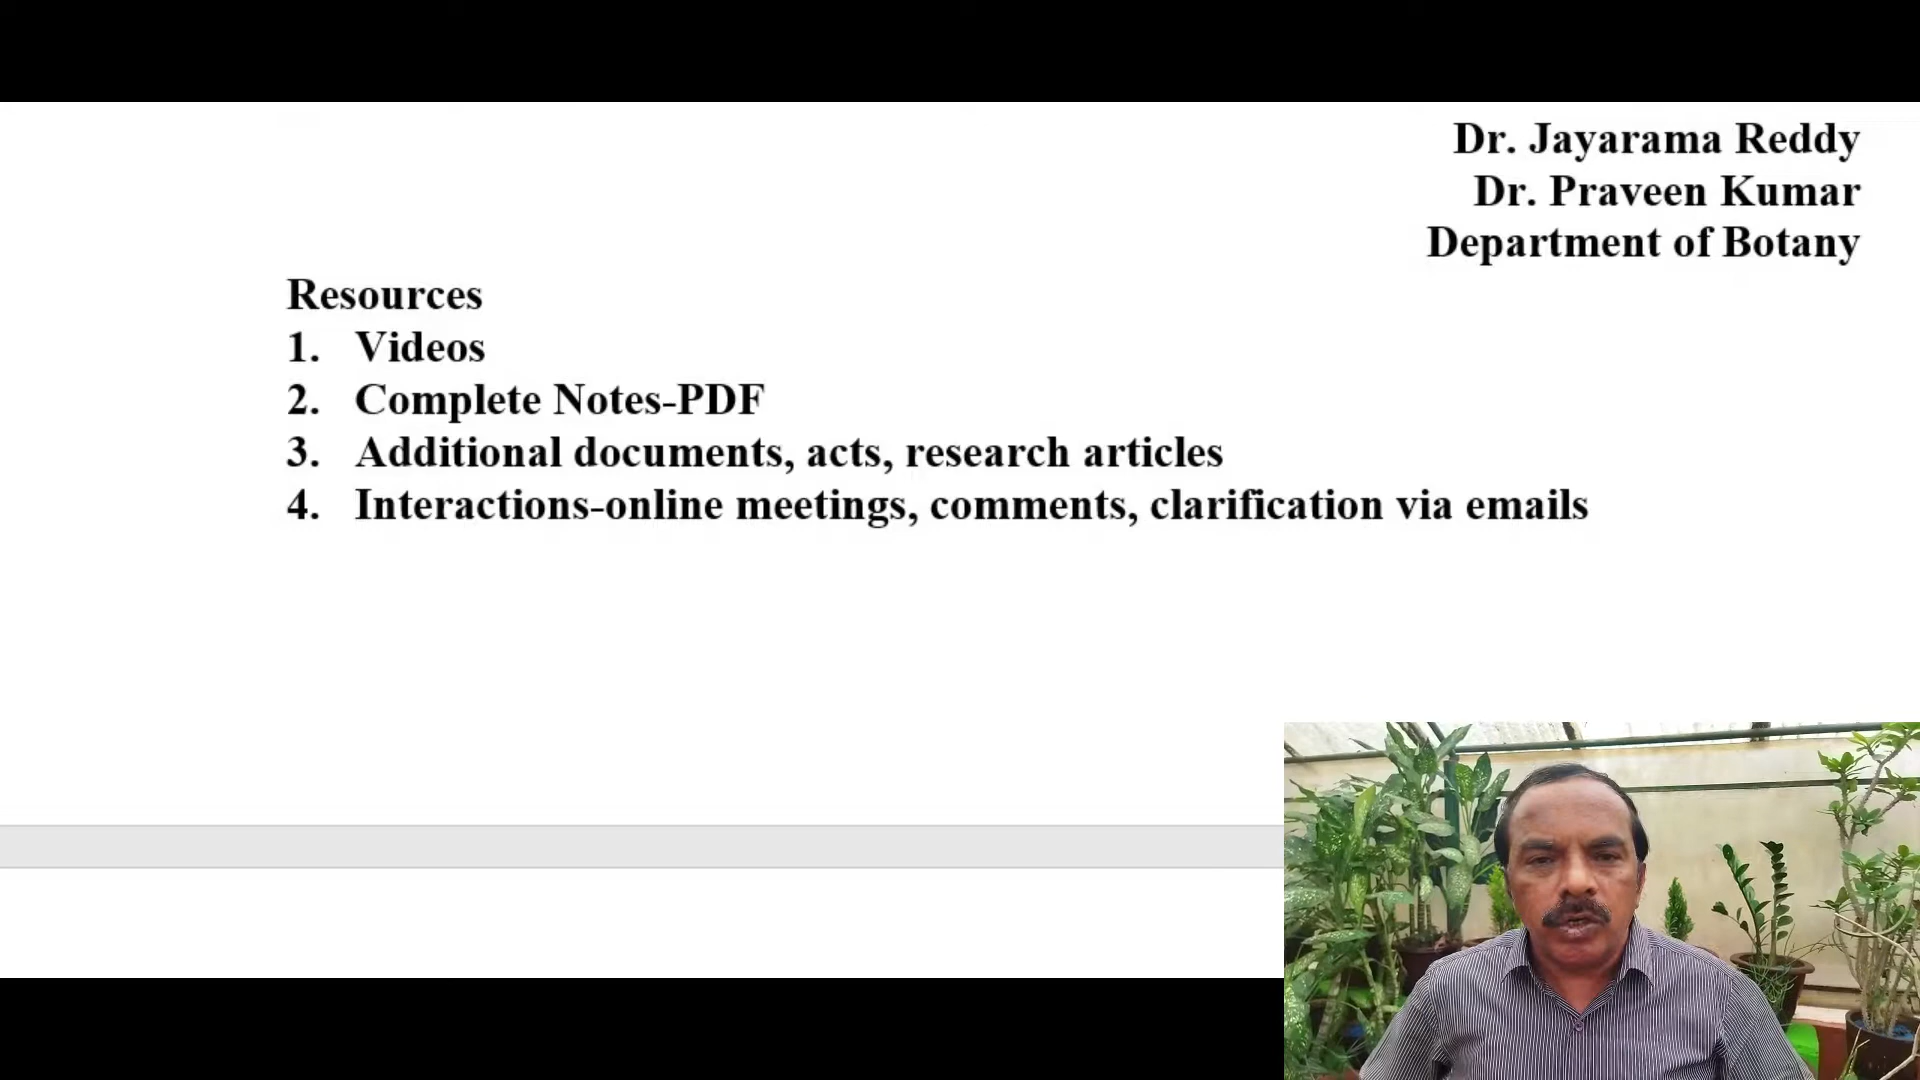 Dr. Jayarama Reddy
Dr. Praveen Kumar
Department of Botany
Resources
1. Videos
2. Complete Notes-PDF
3. Additional documents, acts, research articles
4. Interactions-online meetings, comments, clarification via emails